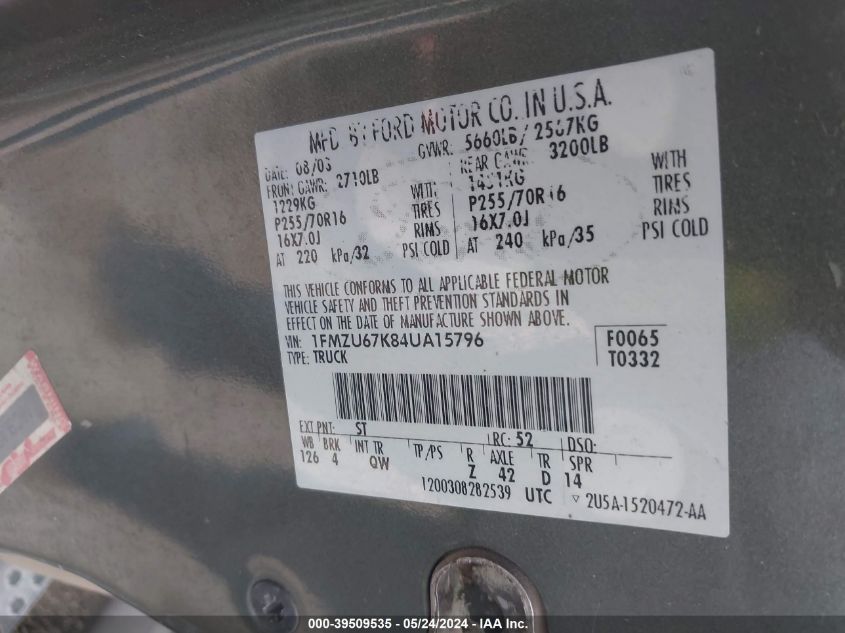 MFD. BY FORD MOTOR CO. IN U.S.A.
DATE: 08/03 GVWR: 5660LB/ 2567KG
FRONT GAWR: 2710LB REAR GAWR: 3200LB
1229KG WITH 1451KG WITH
P255/70R16 TIRES P255/70R16 TIRES
16X7.0J RIMS 16X7.0J RIMS
AT 220 kPa/32 PSI COLD AT 240 kPa/35 PSI COLD
THIS VEHICLE CONFORMS TO ALL APPLICABLE FEDERAL MOTOR
VEHICLE SAFETY AND THEFT PREVENTION STANDARDS IN
EFFECT ON THE DATE OF MANUFACTURE SHOWN ABOVE.
VIN: 1FMZU67K84UA15796 F0065
TYPE: TRUCK T0332
EXT PNT: ST RC: 52 DSO:
WB BRK INT TR TP/PS R AXLE TR SPR
126 4 QW Z 42 D 14
1200308282539 UTC ▽ 2U5A-1520472-AA
000-39509535 - 05/24/2024 - IAA Inc.